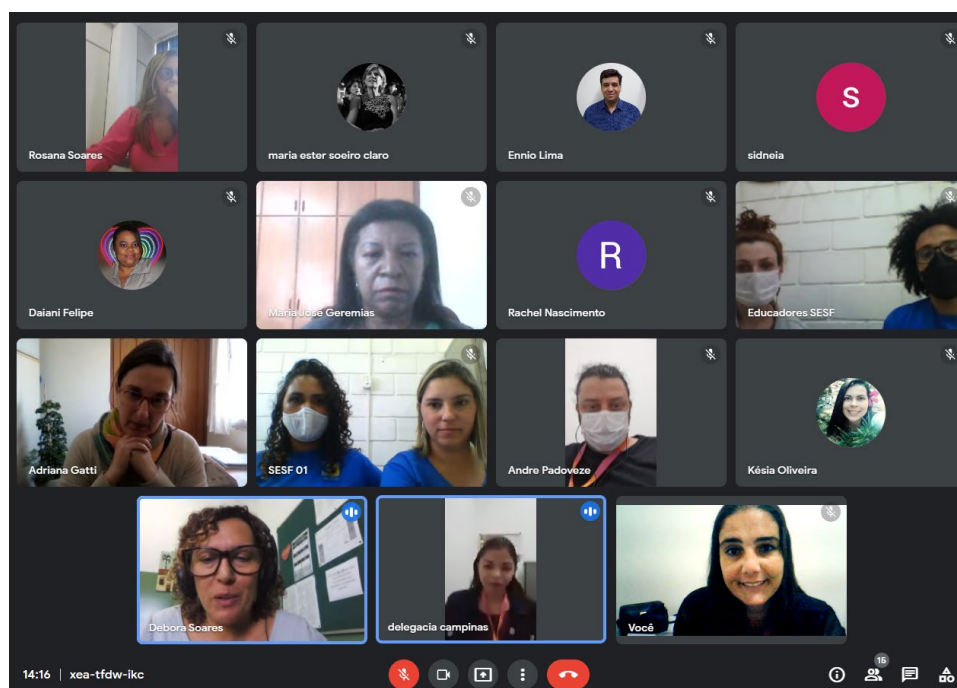 Rosana Soares
maria ester soeiro claro
Ennio Lima
S
sidneia
Daiani Felipe
Maria José Geremias
R
Rachel Nascimento
Educadores SESF
Adriana Gatti
SESF 01
Andre Padoveze
Késia Oliveira
Debora Soares
delegacia campinas
Você
14:16 | xea-tfdw-ikc
15